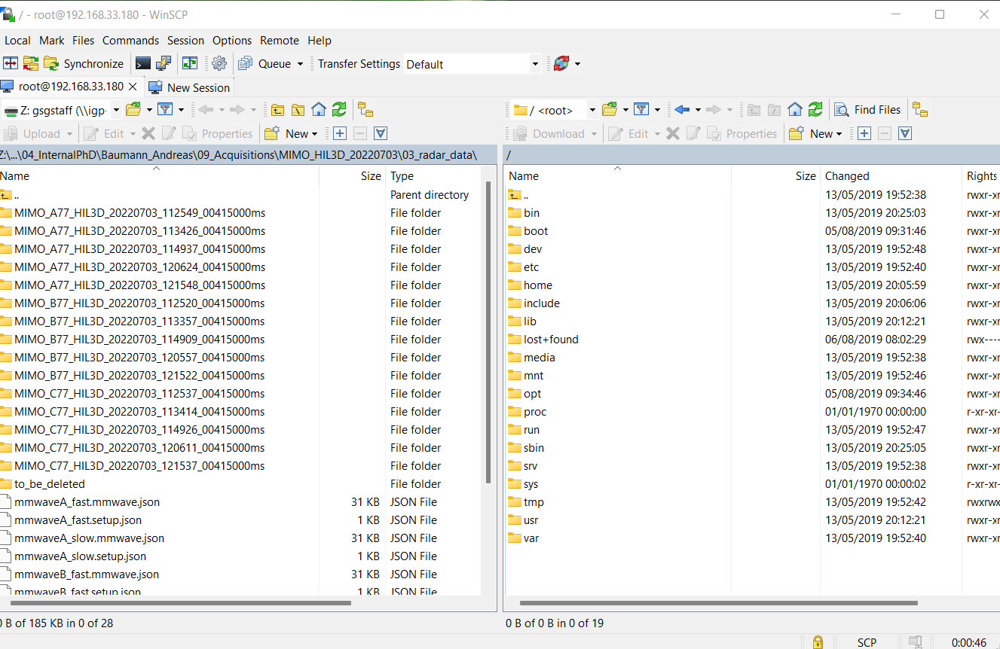 / - root@192.168.33.180 - WinSCP
Local Mark Files Commands Session Options Remote Help
Synchronize Queue Transfer Settings Default
root@192.168.33.180 New Session
Z: gsgstaff (\\igp-
Upload Edit Properties New
Z:\...\04_InternalPhD\Baumann_Andreas\09_Acquisitions\MIMO_HIL3D_20220703\03_radar_data\
Name Size Type
.. Parent directory
MIMO_A77_HIL3D_20220703_112549_00415000ms File folder
MIMO_A77_HIL3D_20220703_113426_00415000ms File folder
MIMO_A77_HIL3D_20220703_114937_00415000ms File folder
MIMO_A77_HIL3D_20220703_120624_00415000ms File folder
MIMO_A77_HIL3D_20220703_121548_00415000ms File folder
MIMO_B77_HIL3D_20220703_112520_00415000ms File folder
MIMO_B77_HIL3D_20220703_113357_00415000ms File folder
MIMO_B77_HIL3D_20220703_114909_00415000ms File folder
MIMO_B77_HIL3D_20220703_120557_00415000ms File folder
MIMO_B77_HIL3D_20220703_121522_00415000ms File folder
MIMO_C77_HIL3D_20220703_112537_00415000ms File folder
MIMO_C77_HIL3D_20220703_113414_00415000ms File folder
MIMO_C77_HIL3D_20220703_114926_00415000ms File folder
MIMO_C77_HIL3D_20220703_120611_00415000ms File folder
MIMO_C77_HIL3D_20220703_121537_00415000ms File folder
to_be_deleted File folder
mmwaveA_fast.mmwave.json 31 KB JSON File
mmwaveA_fast.setup.json 1 KB JSON File
mmwaveA_slow.mmwave.json 31 KB JSON File
mmwaveA_slow.setup.json 1 KB JSON File
mmwaveB_fast.mmwave.json 31 KB JSON File
mmwaveB_fast.setup.json 1 KB JSON File
0 B of 185 KB in 0 of 28
/ <root> Find Files
Download Edit Properties New
/
Name Size Changed Rights
.. 13/05/2019 19:52:38 rwxr-xr
bin 13/05/2019 20:25:03 rwxr-xr
boot 05/08/2019 09:31:46 rwxr-xr
dev 13/05/2019 19:52:48 rwxr-xr
etc 13/05/2019 19:52:40 rwxr-xr
home 13/05/2019 20:05:59 rwxr-xr
include 13/05/2019 20:06:06 rwxr-xr
lib 13/05/2019 20:12:21 rwxr-xr
lost+found 06/08/2019 08:02:29 rwx----
media 13/05/2019 19:52:38 rwxr-xr
mnt 13/05/2019 19:52:46 rwxr-xr
opt 05/08/2019 09:34:46 rwxr-xr
proc 01/01/1970 00:00:00 r-xr-xr-
run 13/05/2019 19:52:47 rwxr-xr
sbin 13/05/2019 20:25:05 rwxr-xr
srv 13/05/2019 19:52:38 rwxr-xr
sys 01/01/1970 00:00:02 r-xr-xr-
tmp 13/05/2019 19:52:42 rwxrwx
usr 13/05/2019 20:12:21 rwxr-xr
var 13/05/2019 19:52:40 rwxr-xr
0 B of 0 B in 0 of 19
SCP 0:00:46